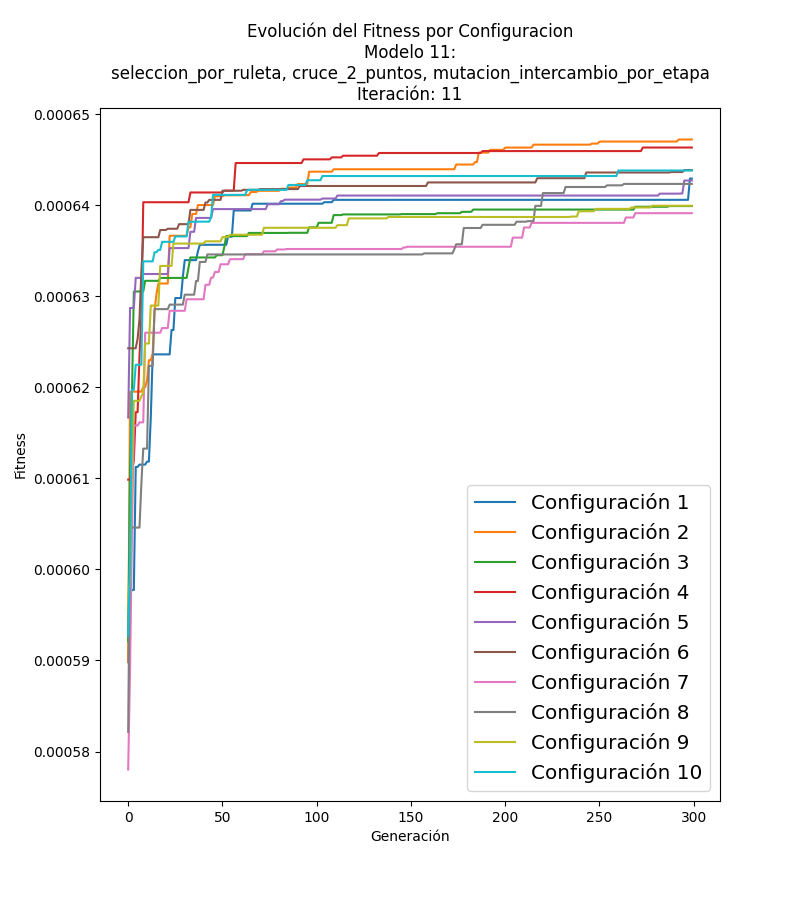 Evolución del Fitness por Configuracion
Modelo 11:
seleccion_por_ruleta, cruce_2_puntos, mutacion_intercambio_por_etapa
Iteración: 11
0.00065
0.00064
0.00063
0.00062
0.00061
0.00060
0.00059
0.00058
Fitness
0
50
100
150
200
250
300
Generación
Configuración 1
Configuración 2
Configuración 3
Configuración 4
Configuración 5
Configuración 6
Configuración 7
Configuración 8
Configuración 9
Configuración 10